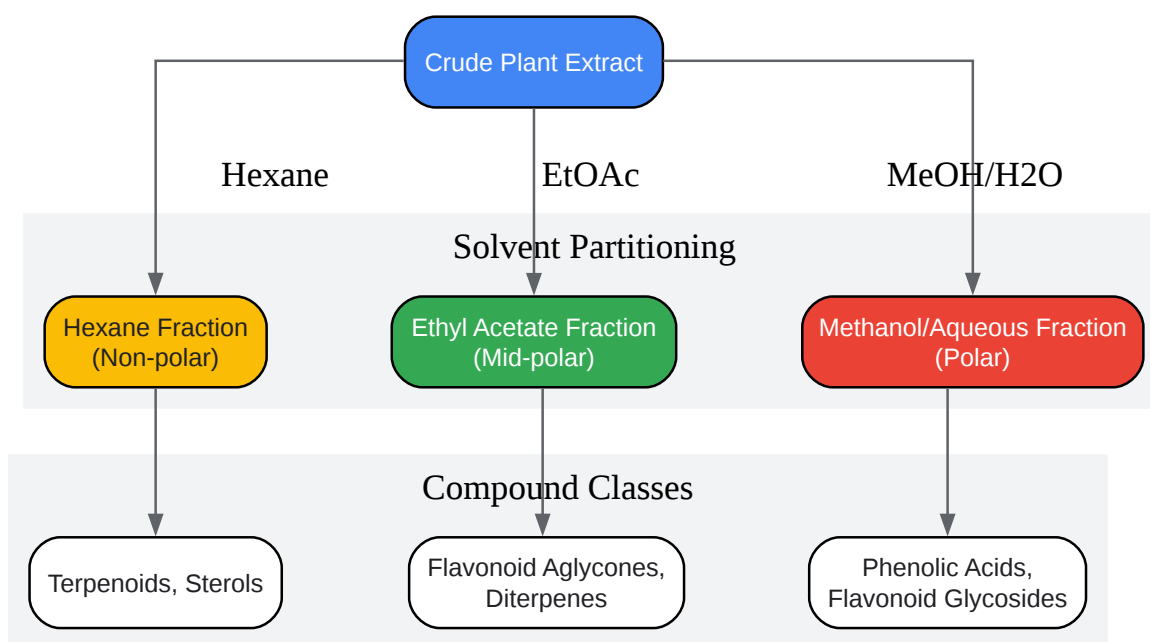 Crude Plant Extract
Hexane
EtOAc
MeOH/H2O
Solvent Partitioning
Hexane Fraction
(Non-polar)
Ethyl Acetate Fraction
(Mid-polar)
Methanol/Aqueous Fraction
(Polar)
Compound Classes
Terpenoids, Sterols
Flavonoid Aglycones,
Diterpenes
Phenolic Acids,
Flavonoid Glycosides